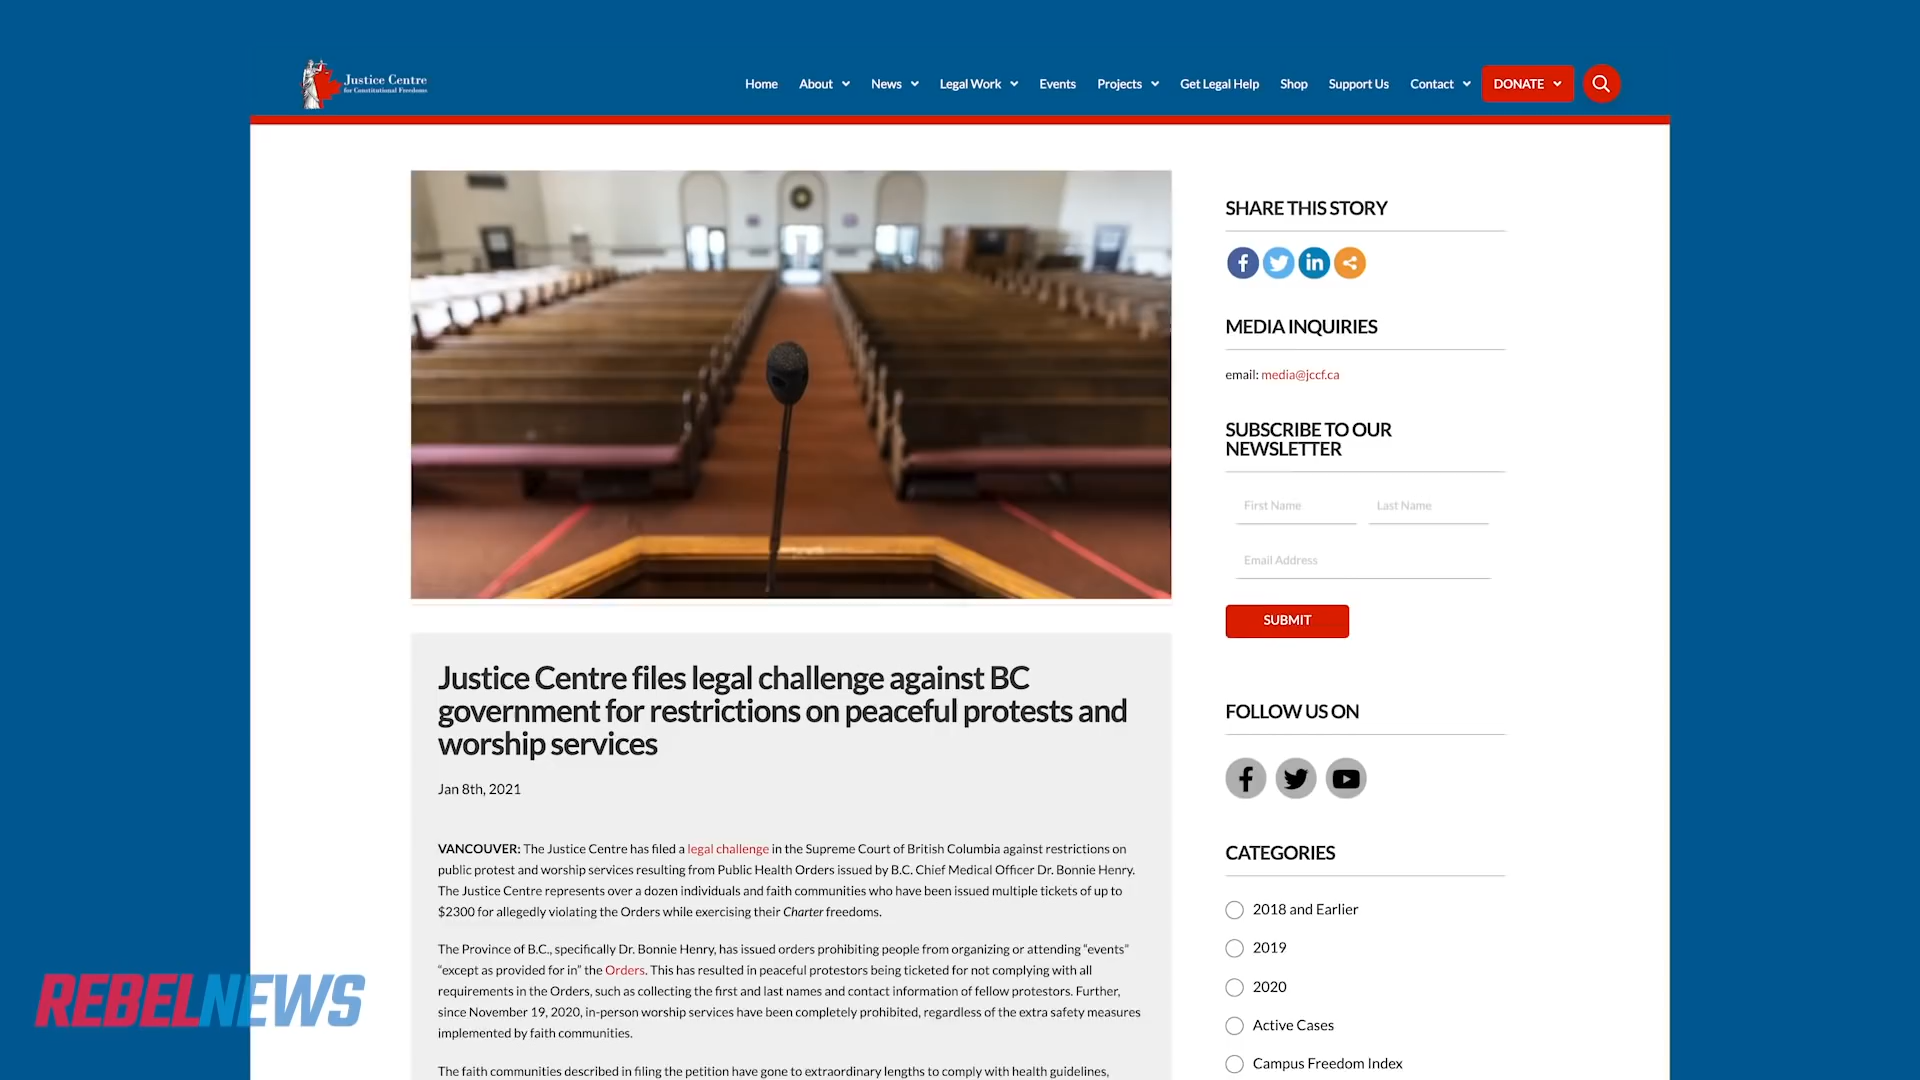 Justice Centre
for Constitutional Freedoms
Home About News Legal Work Events Projects Get Legal Help Shop Support Us Contact DONATE
SHARE THIS STORY
MEDIA INQUIRIES
email: media@jccf.ca
SUBSCRIBE TO OUR
NEWSLETTER
First Name Last Name
Email Address
SUBMIT
FOLLOW US ON
CATEGORIES
2018 and Earlier
2019
2020
Active Cases
Campus Freedom Index
Justice Centre files legal challenge against BC
government for restrictions on peaceful protests and
worship services
Jan 8th, 2021
VANCOUVER: The Justice Centre has filed a legal challenge in the Supreme Court of British Columbia against restrictions on
public protest and worship services resulting from Public Health Orders issued by B.C. Chief Medical Officer Dr. Bonnie Henry.
The Justice Centre represents over a dozen individuals and faith communities who have been issued multiple tickets of up to
$2300 for allegedly violating the Orders while exercising their Charter freedoms.
The Province of B.C., specifically Dr. Bonnie Henry, has issued orders prohibiting people from organizing or attending “events”
“except as provided for in” the Orders. This has resulted in peaceful protestors being ticketed for not complying with all
requirements in the Orders, such as collecting the first and last names and contact information of fellow protestors. Further,
since November 19, 2020, in-person worship services have been completely prohibited, regardless of the extra safety measures
implemented by faith communities.
The faith communities described in filing the petition have gone to extraordinary lengths to comply with health guidelines,
REBELNEWS